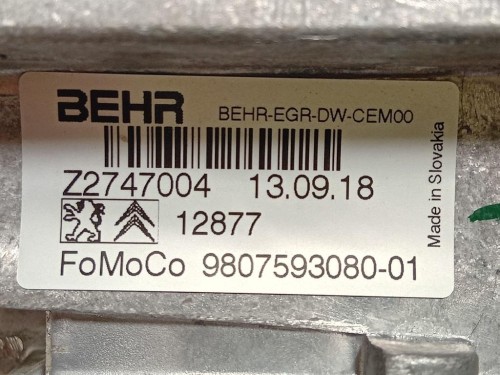 BEHR BEHR-EGR-DW-CEM00
Z2747004 13.09.18
12877
FoMoCo 9807593080-01
Made in Slovakia